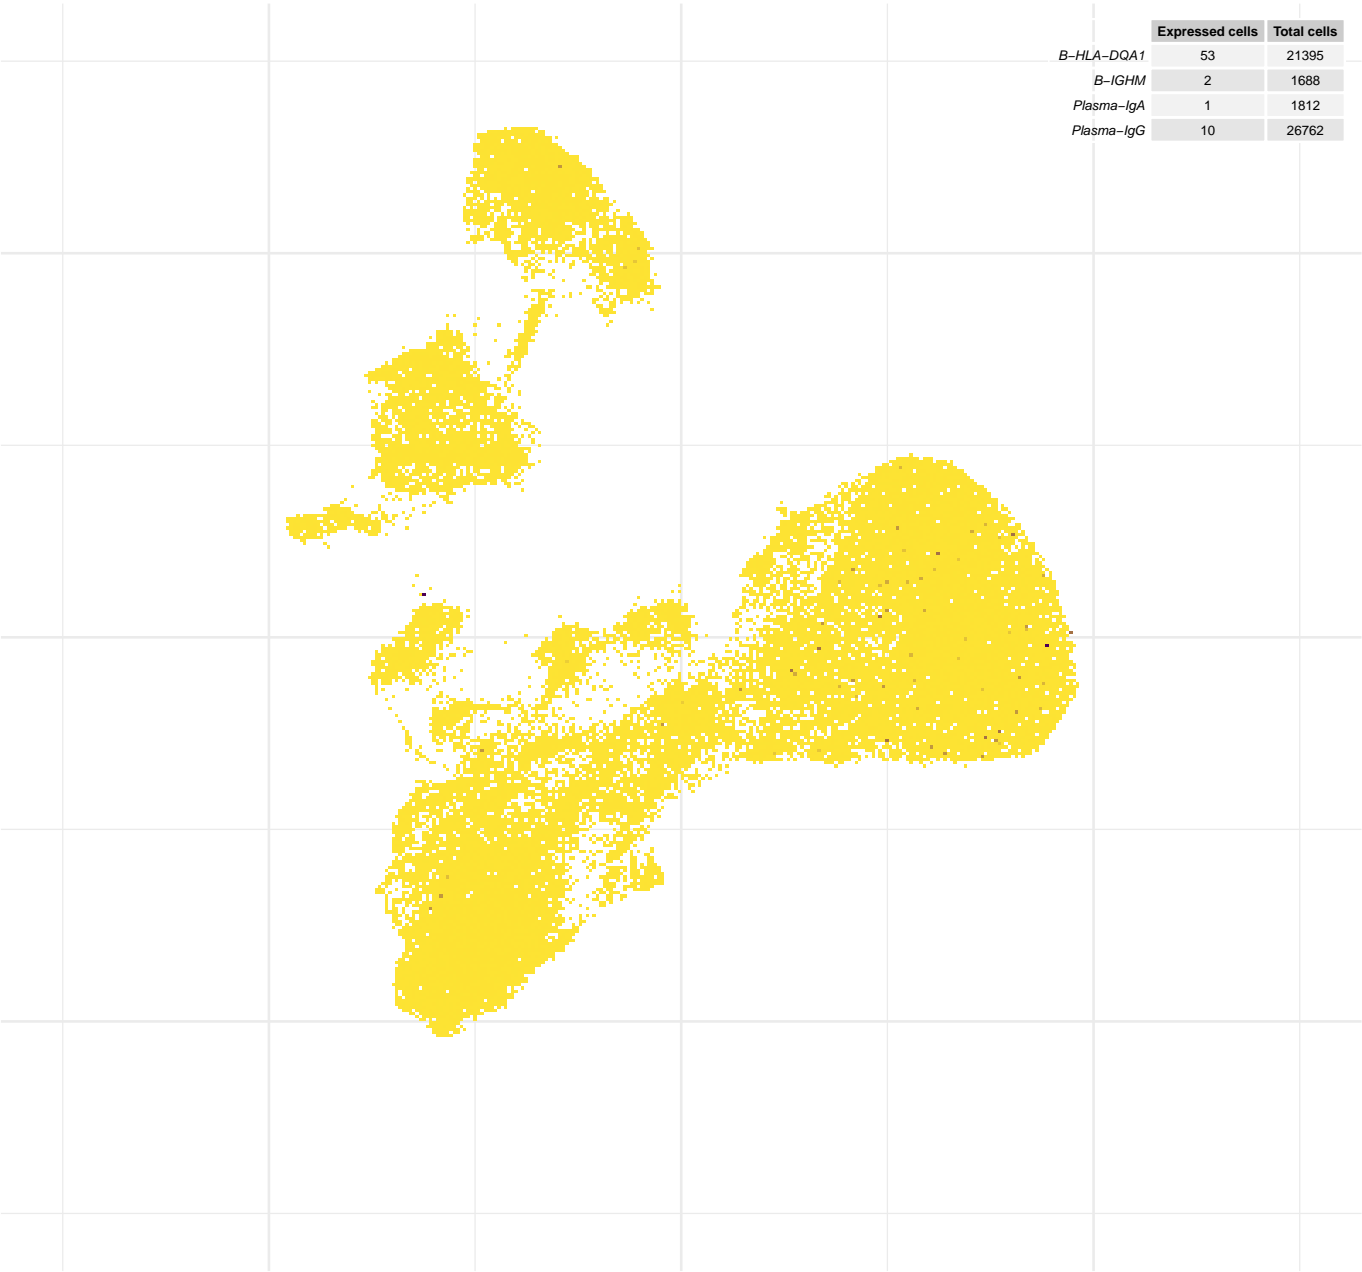 Expressed cells Total cells
B-HLA-DQA1 53 21395
B-IGHM 2 1688
Plasma-IgA 1 1812
Plasma-IgG 10 26762